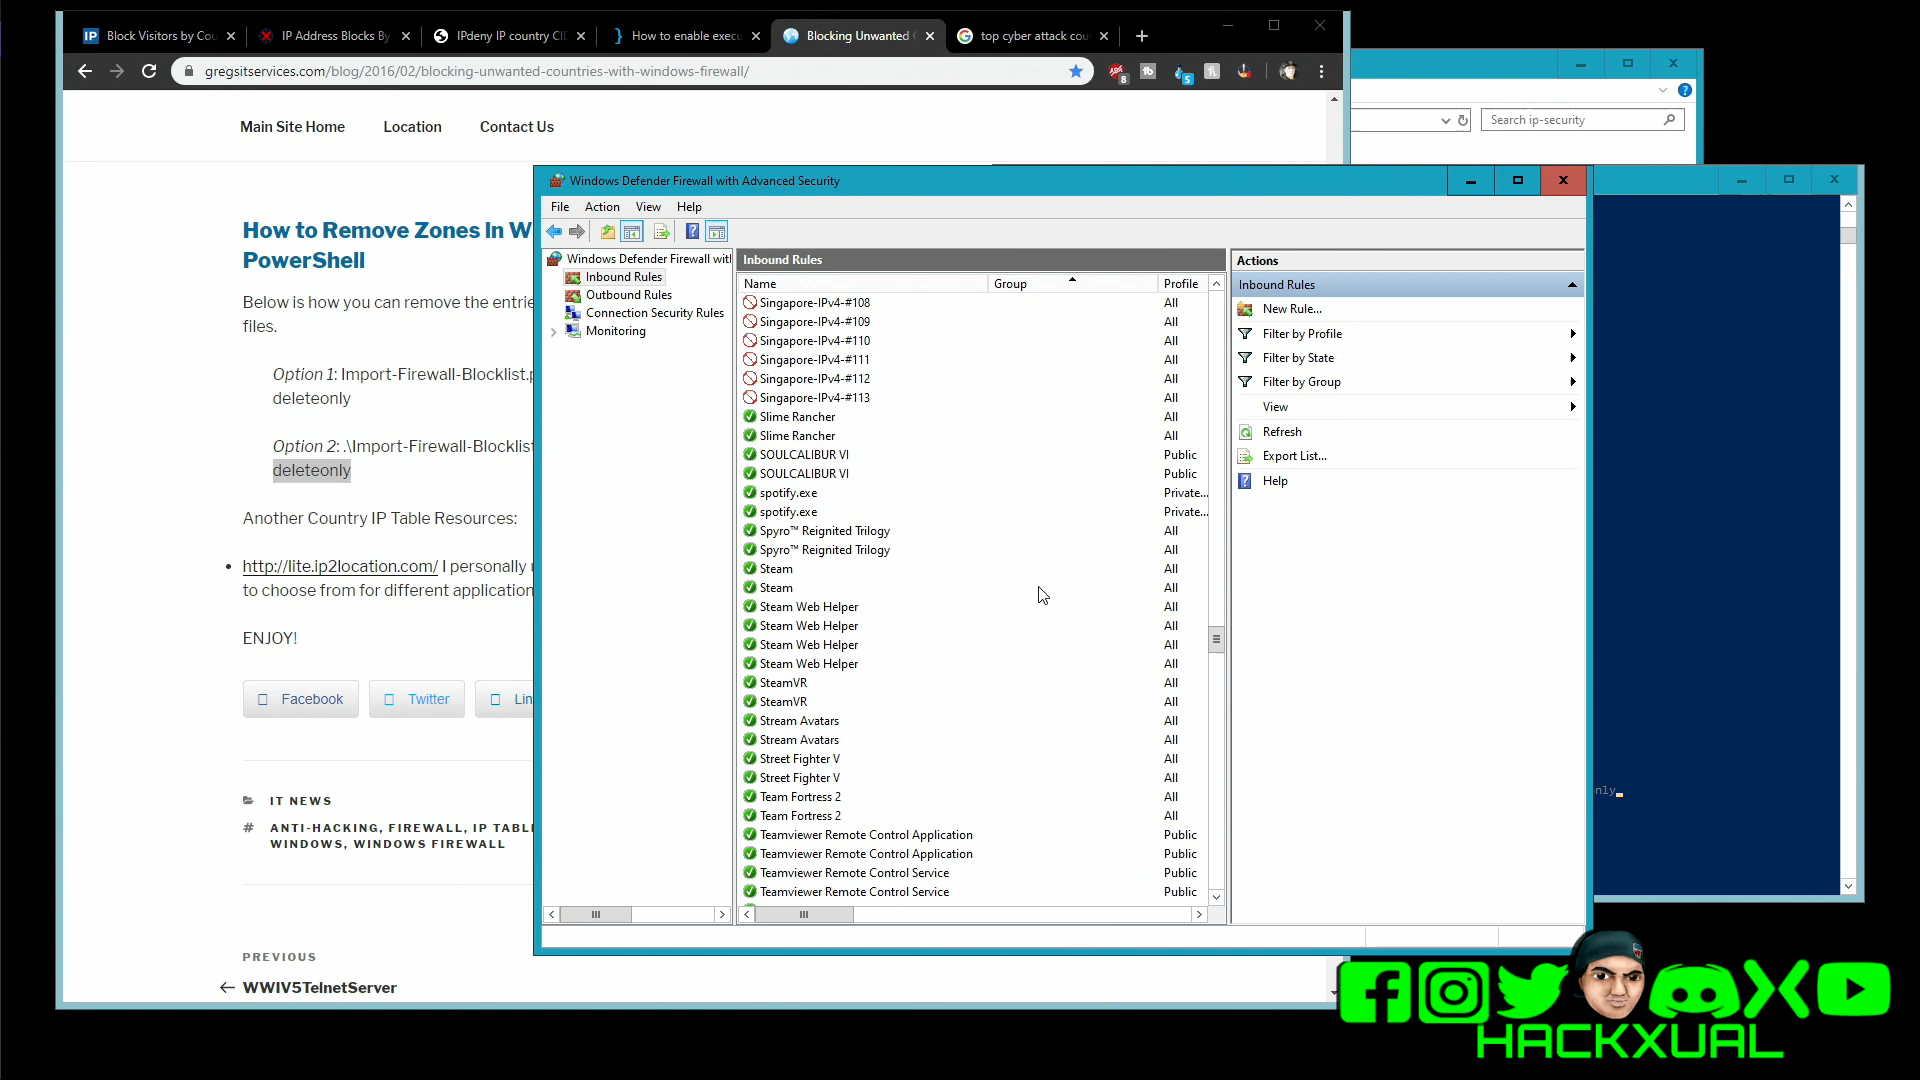 Block Visitors by Cou
IP Address Blocks By
IPdeny IP country CI
How to enable execu
Blocking Unwanted
top cyber attack cou
gregsitservices.com/blog/2016/02/blocking-unwanted-countries-with-windows-firewall/
Main Site Home
Location
Contact Us
Search ip-security
How to Remove Zones In W
PowerShell
Below is how you can remove the entrie
files.
Option 1: Import-Firewall-Blocklist.p
deleteonly
Option 2: .\Import-Firewall-Blocklist
deleteonly
Another Country IP Table Resources:
http://lite.ip2location.com/ I personally
to choose from for different application
ENJOY!
Facebook
Twitter
Lin
IT NEWS
ANTI-HACKING, FIREWALL, IP TABL
WINDOWS, WINDOWS FIREWALL
PREVIOUS
WWIV5TelnetServer
Windows Defender Firewall with Advanced Security
File Action View Help
Windows Defender Firewall wit
Inbound Rules
Outbound Rules
Connection Security Rules
Monitoring
Inbound Rules
Name Group Profile
Singapore-IPv4-#108 All
Singapore-IPv4-#109 All
Singapore-IPv4-#110 All
Singapore-IPv4-#111 All
Singapore-IPv4-#112 All
Singapore-IPv4-#113 All
Slime Rancher All
Slime Rancher All
SOULCALIBUR VI Public
SOULCALIBUR VI Public
spotify.exe Private...
spotify.exe Private...
Spyro™ Reignited Trilogy All
Spyro™ Reignited Trilogy All
Steam All
Steam All
Steam Web Helper All
Steam Web Helper All
Steam Web Helper All
Steam Web Helper All
SteamVR All
SteamVR All
Stream Avatars All
Stream Avatars All
Street Fighter V All
Street Fighter V All
Team Fortress 2 All
Team Fortress 2 All
Teamviewer Remote Control Application Public
Teamviewer Remote Control Application Public
Teamviewer Remote Control Service Public
Teamviewer Remote Control Service Public
Actions
Inbound Rules
New Rule...
Filter by Profile
Filter by State
Filter by Group
View
Refresh
Export List...
Help
nly
HACKXUAL